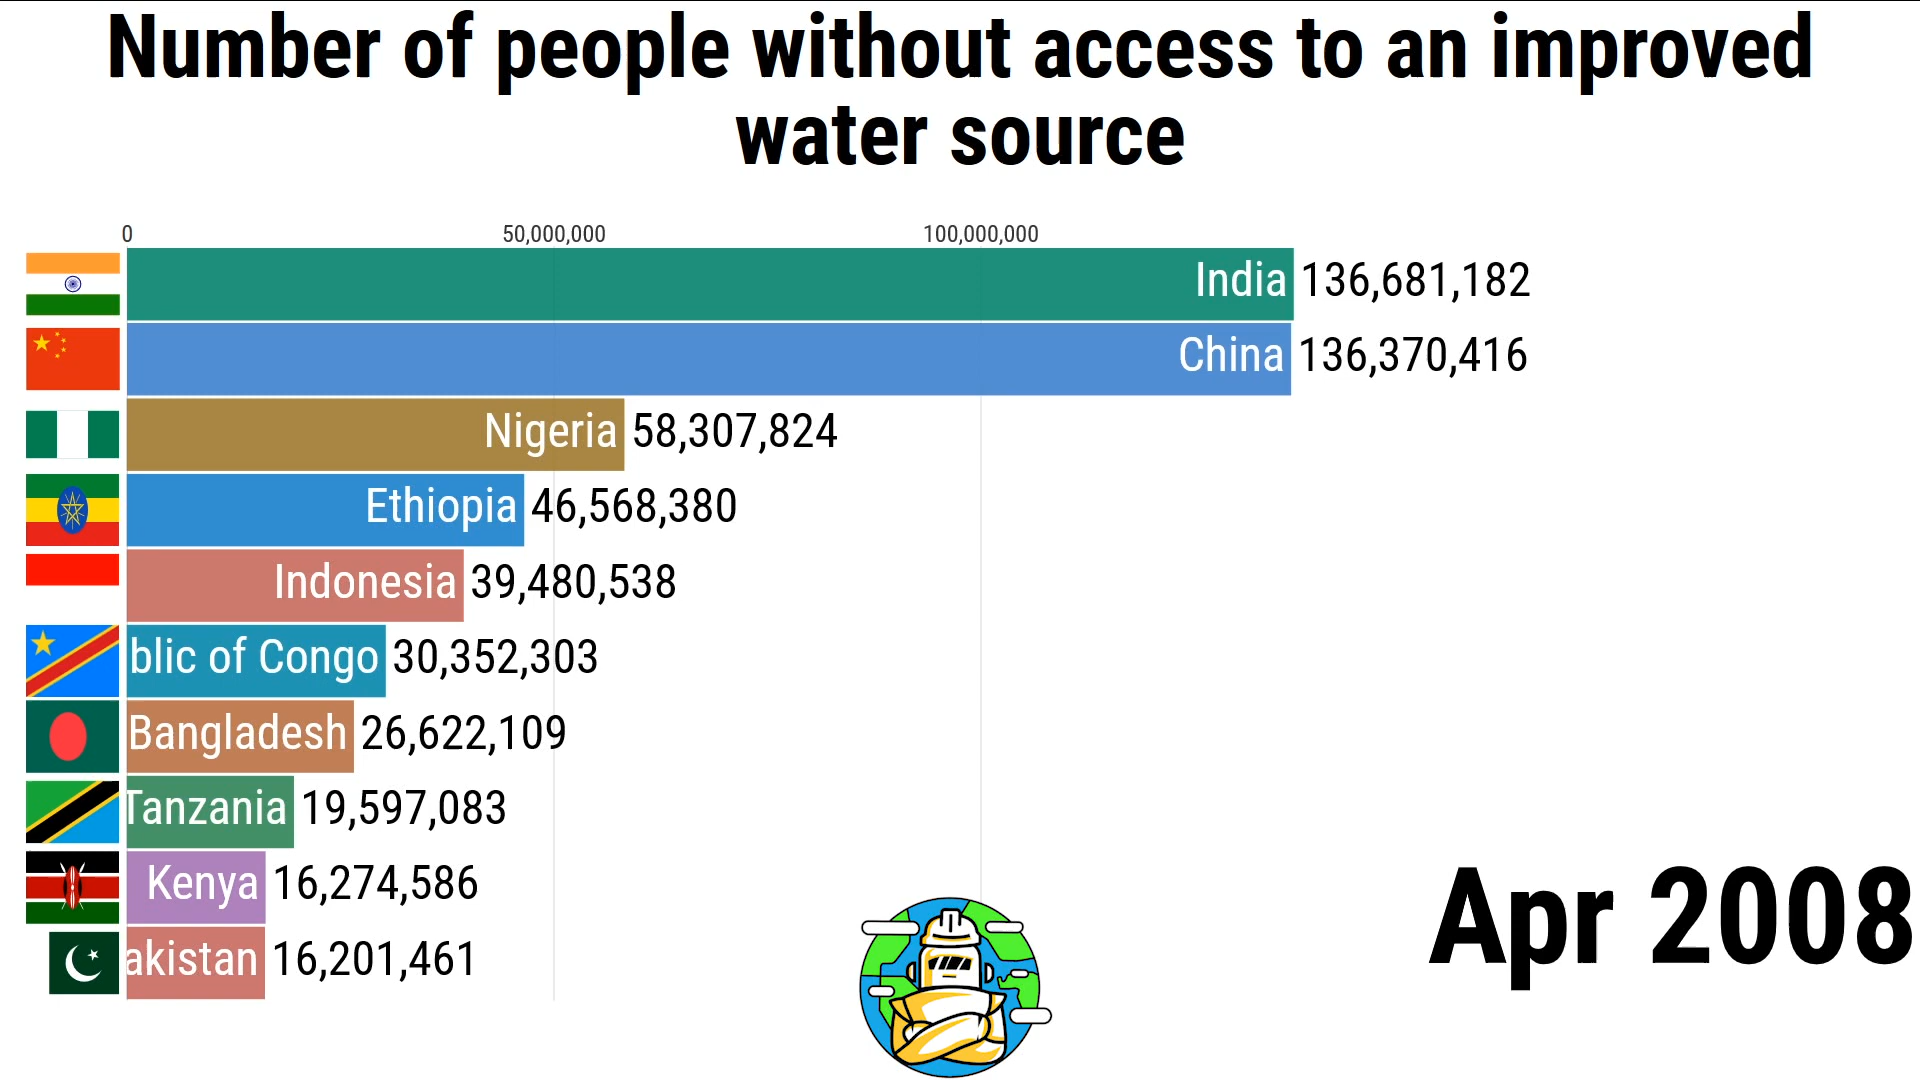 Number of people without access to an improved
water source
0 50,000,000 100,000,000
India 136,681,182
China 136,370,416
Nigeria 58,307,824
Ethiopia 46,568,380
Indonesia 39,480,538
blic of Congo 30,352,303
Bangladesh 26,622,109
Tanzania 19,597,083
Kenya 16,274,586
akistan 16,201,461
Apr 2008